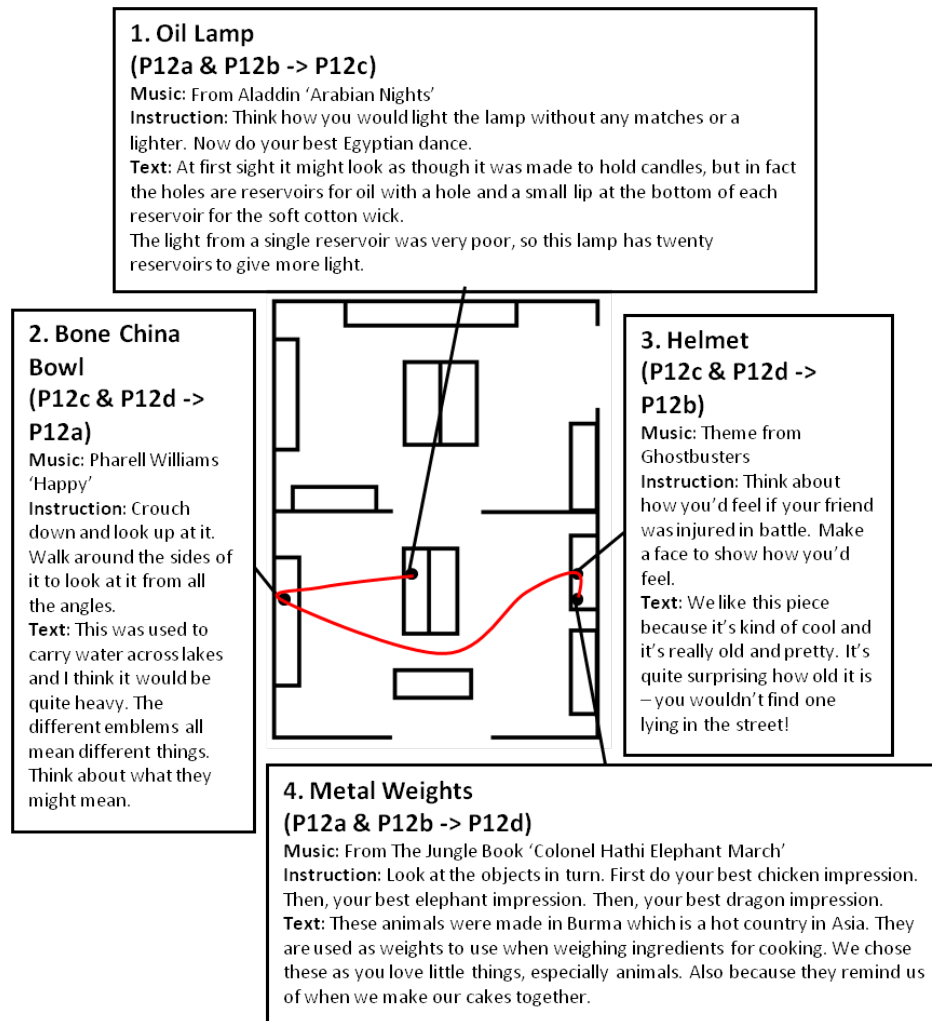 1. Oil Lamp
(P12a & P12b -> P12c)
Music: From Aladdin ‘Arabian Nights’
Instruction: Think how you would light the lamp without any matches or a
lighter. Now do your best Egyptian dance.
Text: At first sight it might look as though it was made to hold candles, but in fact
the holes are reservoirs for oil with a hole and a small lip at the bottom of each
reservoir for the soft cotton wick.
The light from a single reservoir was very poor, so this lamp has twenty
reservoirs to give more light.
2. Bone China
Bowl
(P12c & P12d ->
P12a)
Music: Pharell Williams
‘Happy’
Instruction: Crouch
down and look up at it.
Walk around the sides of
it to look at it from all
the angles.
Text: This was used to
carry water across lakes
and I think it would be
quite heavy. The
different emblems all
mean different things.
Think about what they
might mean.
3. Helmet
(P12c & P12d ->
P12b)
Music: Theme from
Ghostbusters
Instruction: Think about
how you’d feel if your friend
was injured in battle. Make
a face to show how you’d
feel.
Text: We like this piece
because it’s kind of cool and
it’s really old and pretty. It’s
quite surprising how old it is
– you wouldn’t find one
lying in the street!
4. Metal Weights
(P12a & P12b -> P12d)
Music: From The Jungle Book ‘Colonel Hathi Elephant March’
Instruction: Look at the objects in turn. First do your best chicken impression.
Then, your best elephant impression. Then, your best dragon impression.
Text: These animals were made in Burma which is a hot country in Asia. They
are used as weights to use when weighing ingredients for cooking. We chose
these as you love little things, especially animals. Also because they remind us
of when we make our cakes together.